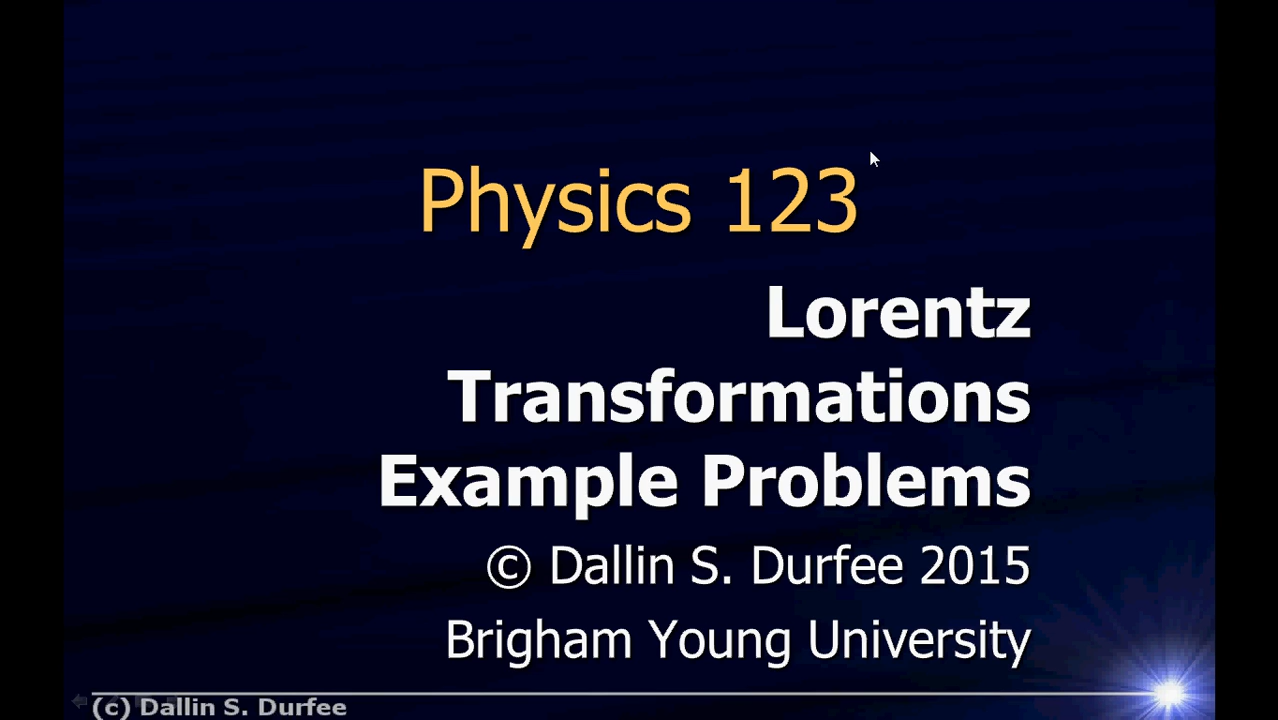 Physics 123
Lorentz
Transformations
Example Problems
© Dallin S. Durfee 2015
Brigham Young University
(c) Dallin S. Durfee